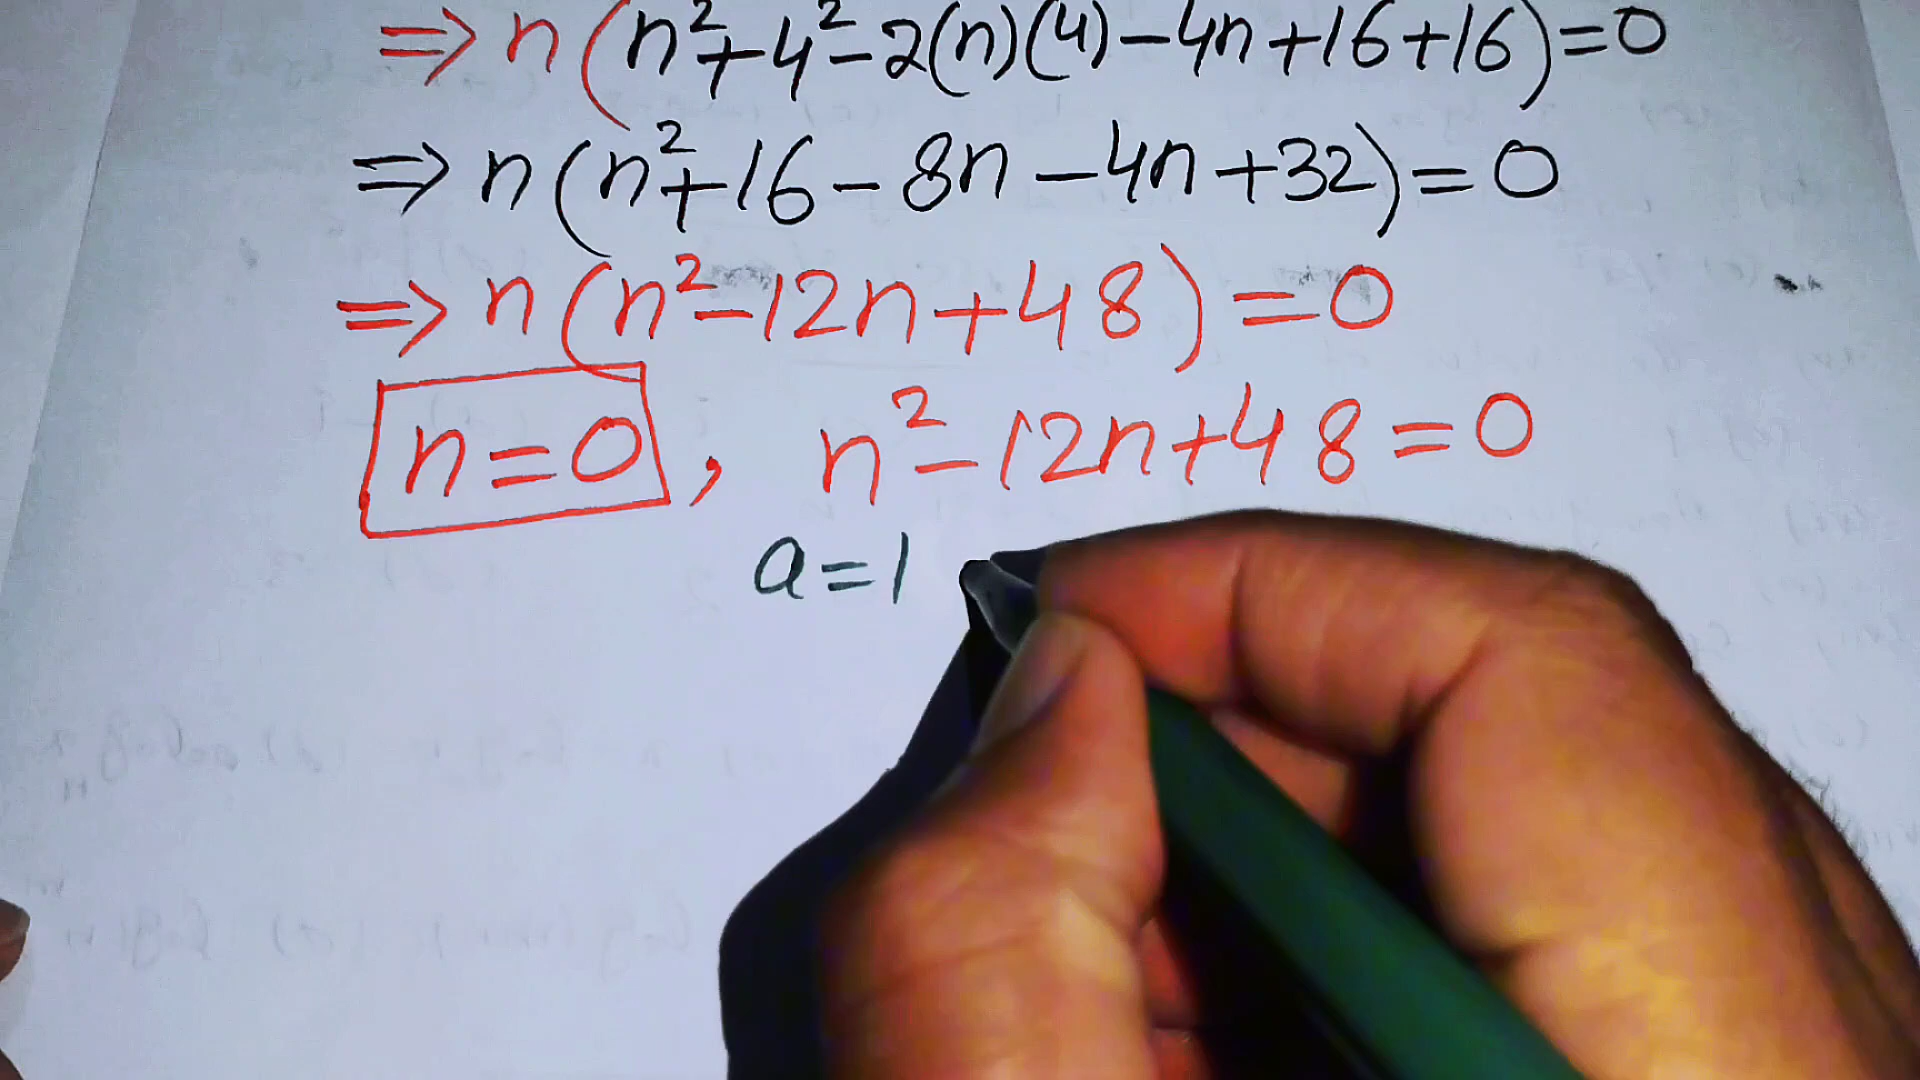 => n(n²+4²-2(n)(4)-4n+16+16)=0
=> n(n²+16-8n-4n+32)=0
=> n(n²-12n+48)=0
n=0, n²-12n+48=0
a=1